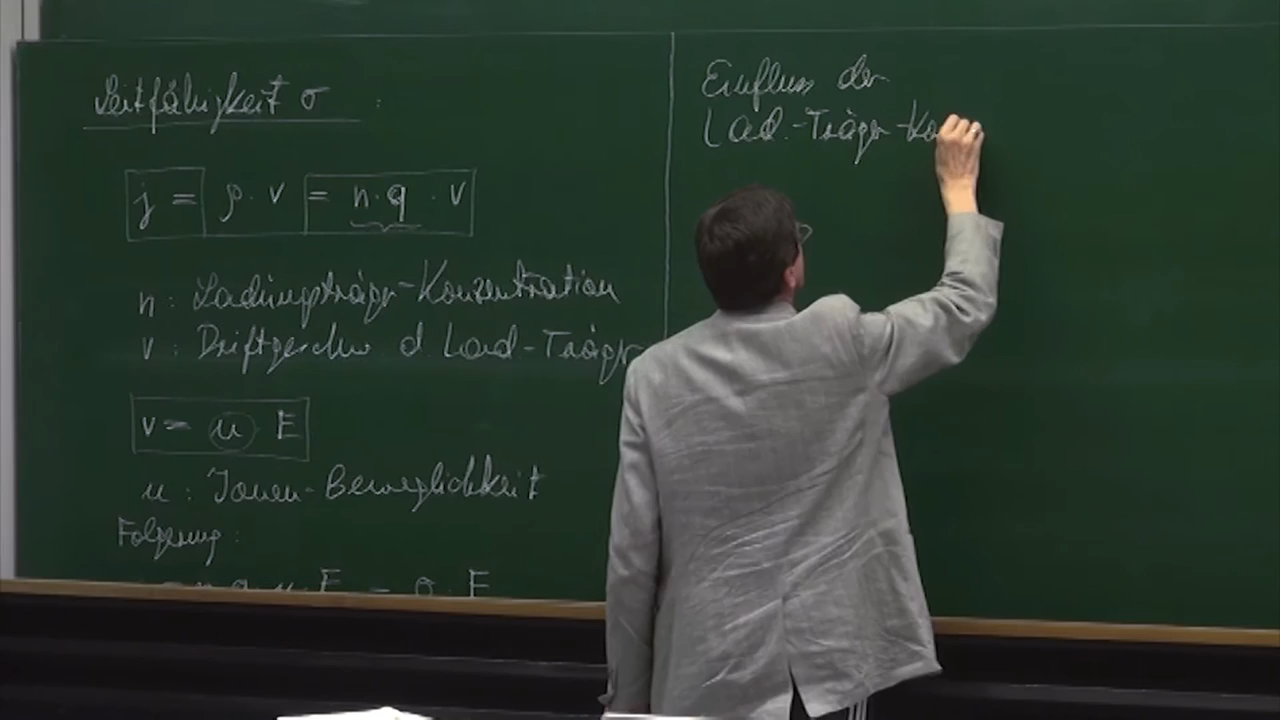 Leitfähigkeit σ :
j = ρ · v = n · q · v
n : Ladungsträger-Konzentration
v : Driftgeschw d. Lad-Träger
v = u E
u : Ionen-Beweglichkeit
Folgerung :
= n q u E = σ · E
Einfluss der
Lad.-Träger-Ko